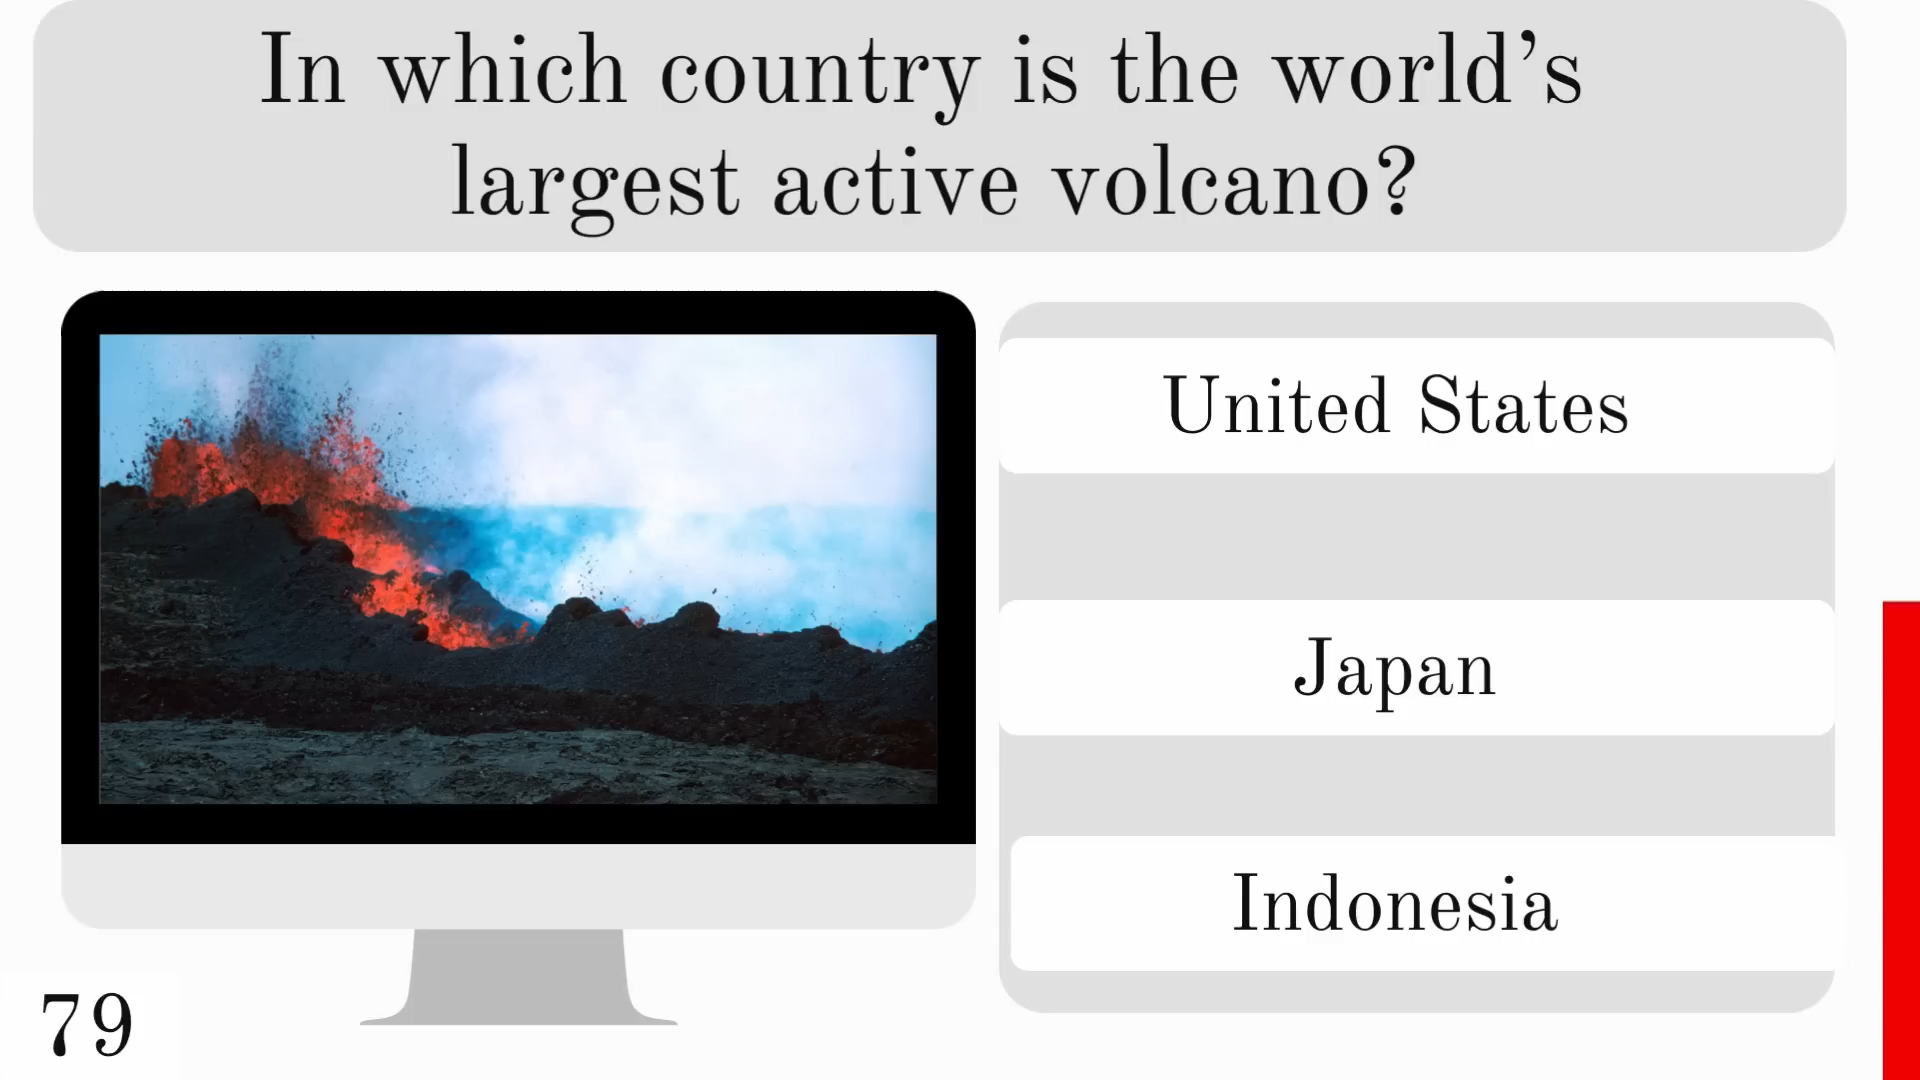 In which country is the world’s
largest active volcano?
United States
Japan
Indonesia
79